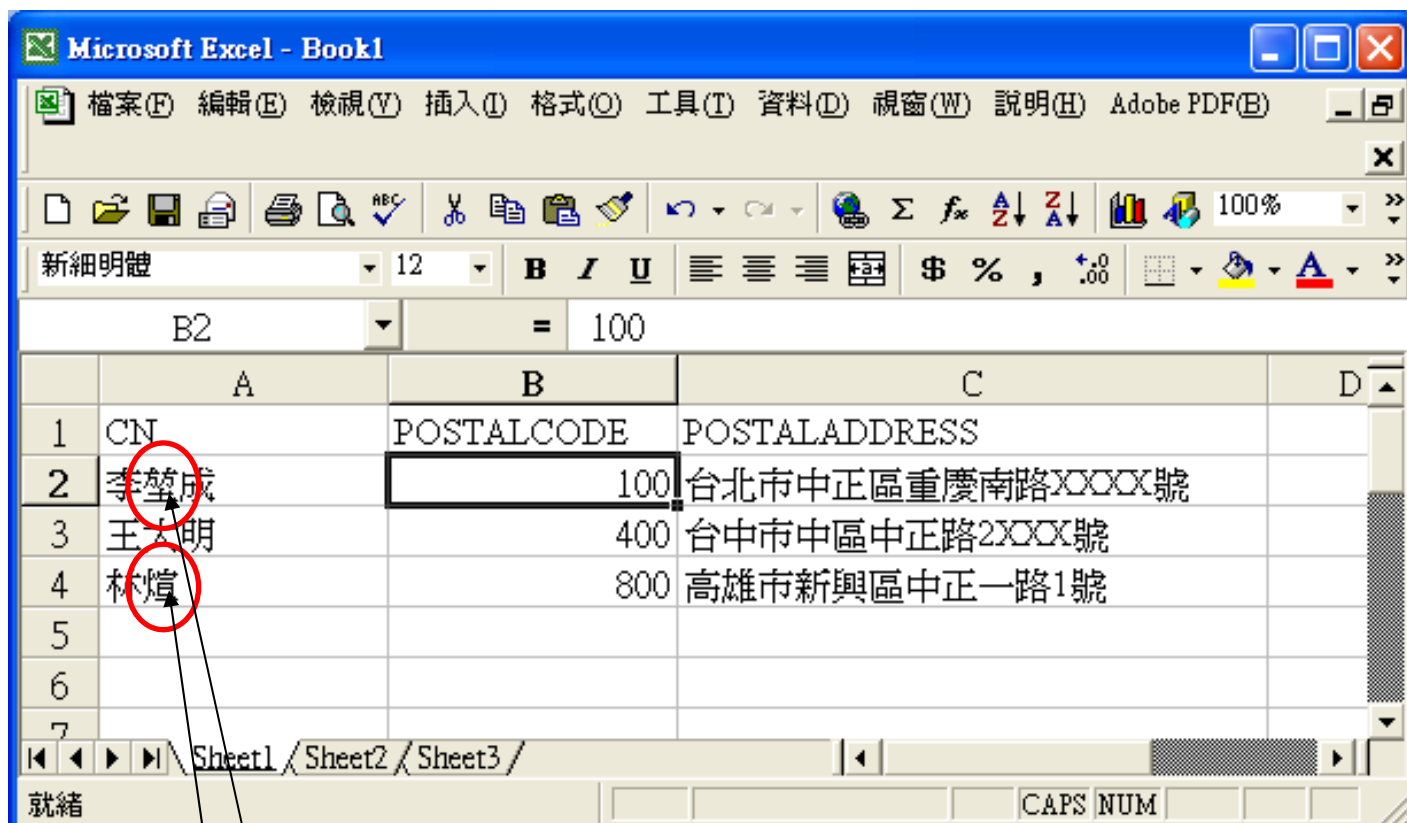 Microsoft Excel - Book1
檔案(F) 編輯(E) 檢視(V) 插入(I) 格式(O) 工具(T) 資料(D) 視窗(W) 說明(H) Adobe PDF(B)
100%
新細明體 12 B I U $ % ,
B2 = 100
A B C D
1 CN POSTALCODE POSTALADDRESS
2 李堃成 100 台北市中正區重慶南路XXXX號
3 王大明 400 台中市中區中正路2XXX號
4 林煊 800 高雄市新興區中正一路1號
5
6
7
Sheet1 Sheet2 Sheet3
就緒 CAPS NUM